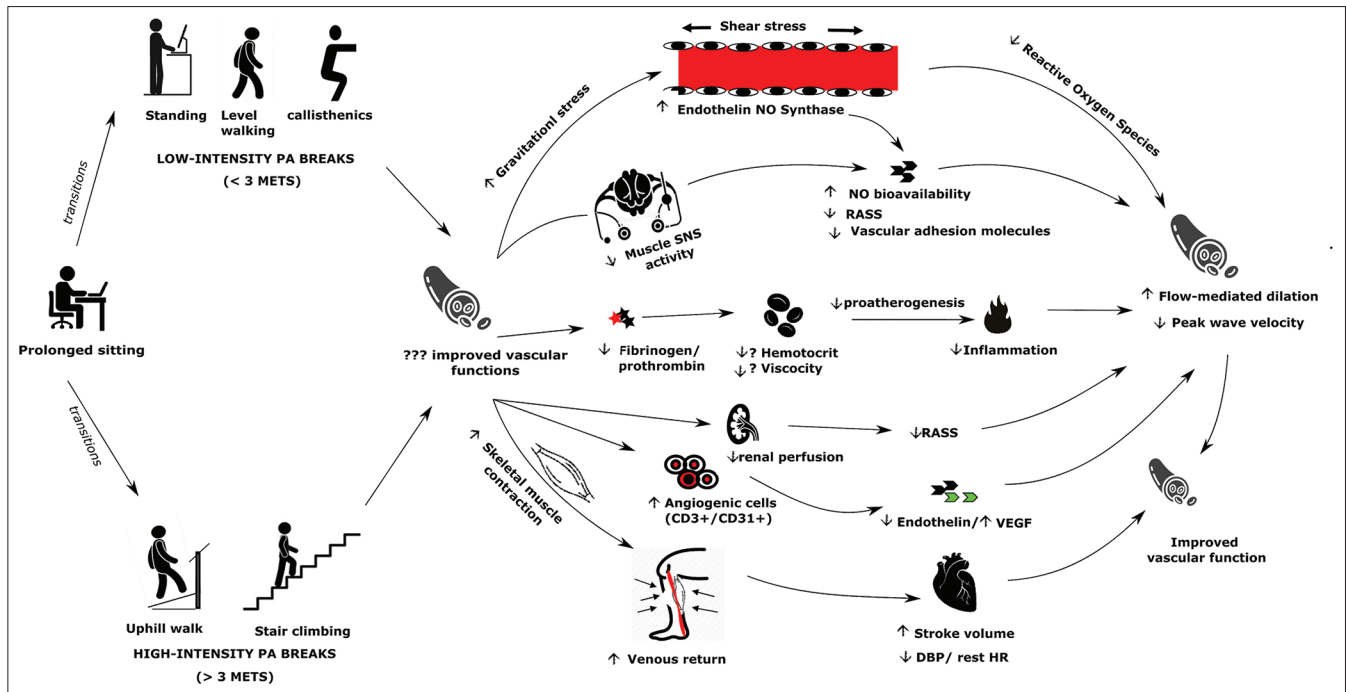 Standing
Level
walking
callisthenics
LOW-INTENSITY PA BREAKS
(< 3 METS)
transitions
Prolonged sitting
transitions
Uphill walk
Stair climbing
HIGH-INTENSITY PA BREAKS
(> 3 METS)
??? improved vascular
functions
↑ Gravitationl stress
Shear stress
↑ Endothelin NO Synthase
↓ Reactive Oxygen Species
↓ Muscle SNS
activity
↑ NO bioavailability
↓ RASS
↓ Vascular adhesion molecules
↓ Fibrinogen/
prothrombin
↓? Hemotocrit
↓? Viscocity
↓proatherogenesis
↓Inflammation
↑ Flow-mediated dilation
↓ Peak wave velocity
↓renal perfusion
↓RASS
↑ Skeletal muscle
contraction
↑ Angiogenic cells
(CD3+/CD31+)
↓ Endothelin/↑ VEGF
↑ Venous return
↑ Stroke volume
↓ DBP/ rest HR
Improved
vascular function